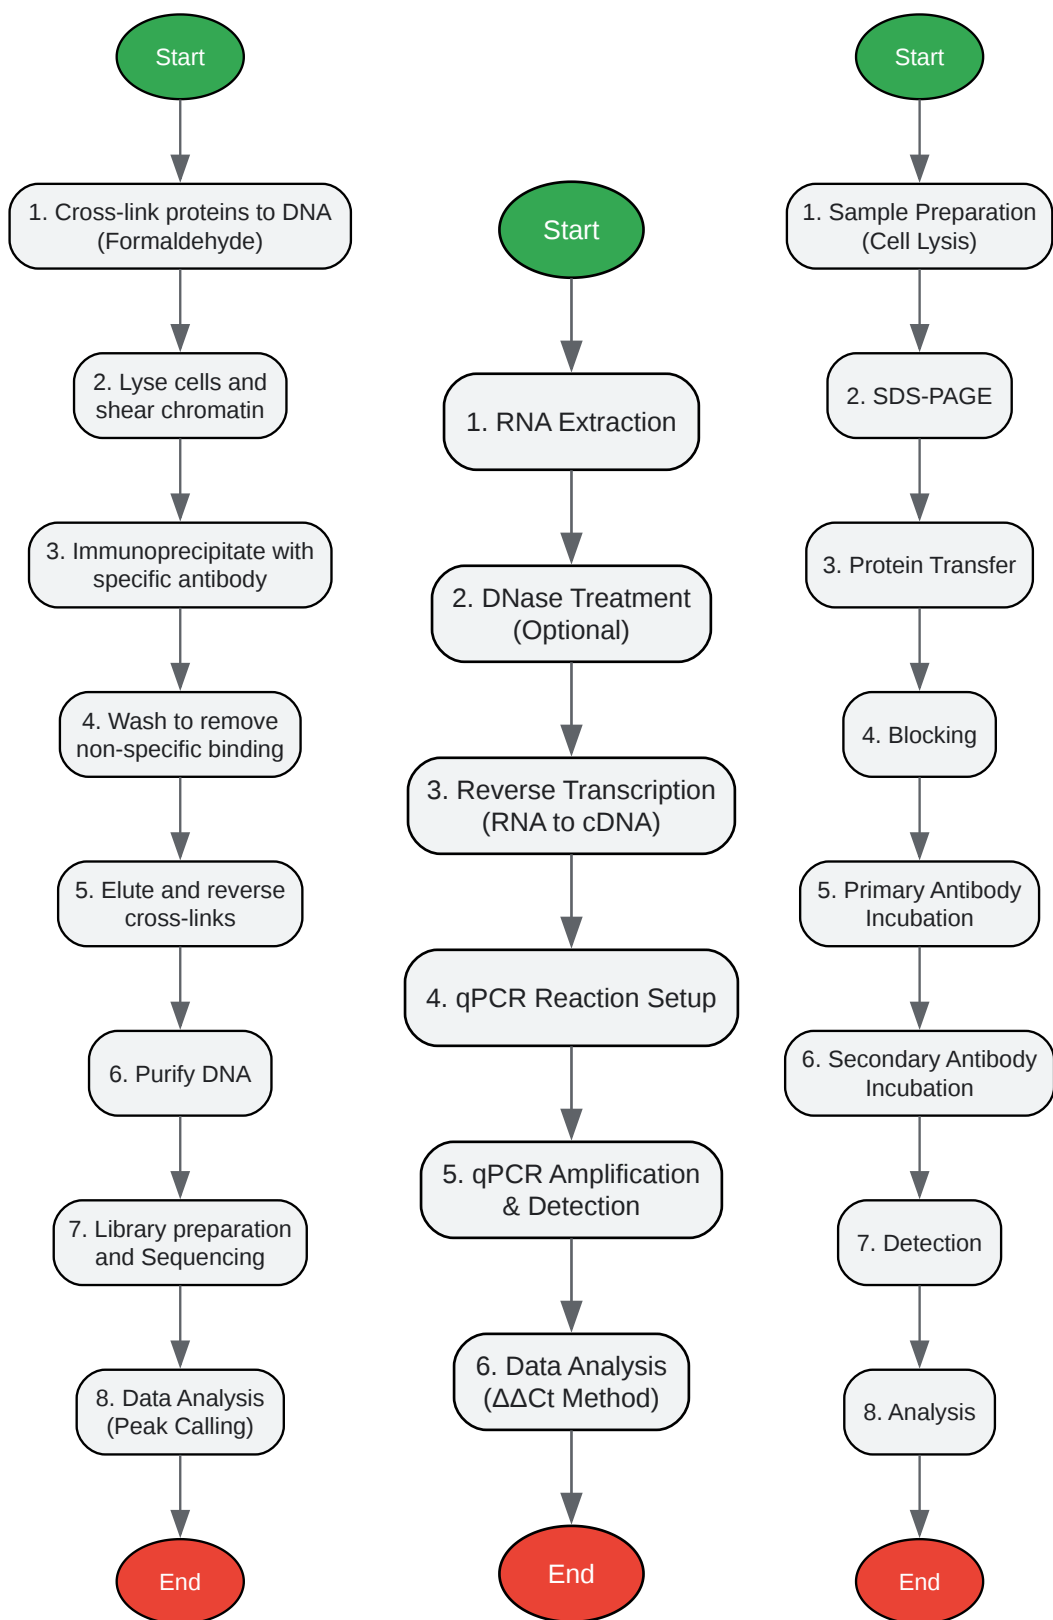 Start
1. Cross-link proteins to DNA
(Formaldehyde)
2. Lyse cells and
shear chromatin
3. Immunoprecipitate with
specific antibody
4. Wash to remove
non-specific binding
5. Elute and reverse
cross-links
6. Purify DNA
7. Library preparation
and Sequencing
8. Data Analysis
(Peak Calling)
End
Start
1. RNA Extraction
2. DNase Treatment
(Optional)
3. Reverse Transcription
(RNA to cDNA)
4. qPCR Reaction Setup
5. qPCR Amplification
& Detection
6. Data Analysis
(ΔΔCt Method)
End
Start
1. Sample Preparation
(Cell Lysis)
2. SDS-PAGE
3. Protein Transfer
4. Blocking
5. Primary Antibody
Incubation
6. Secondary Antibody
Incubation
7. Detection
8. Analysis
End